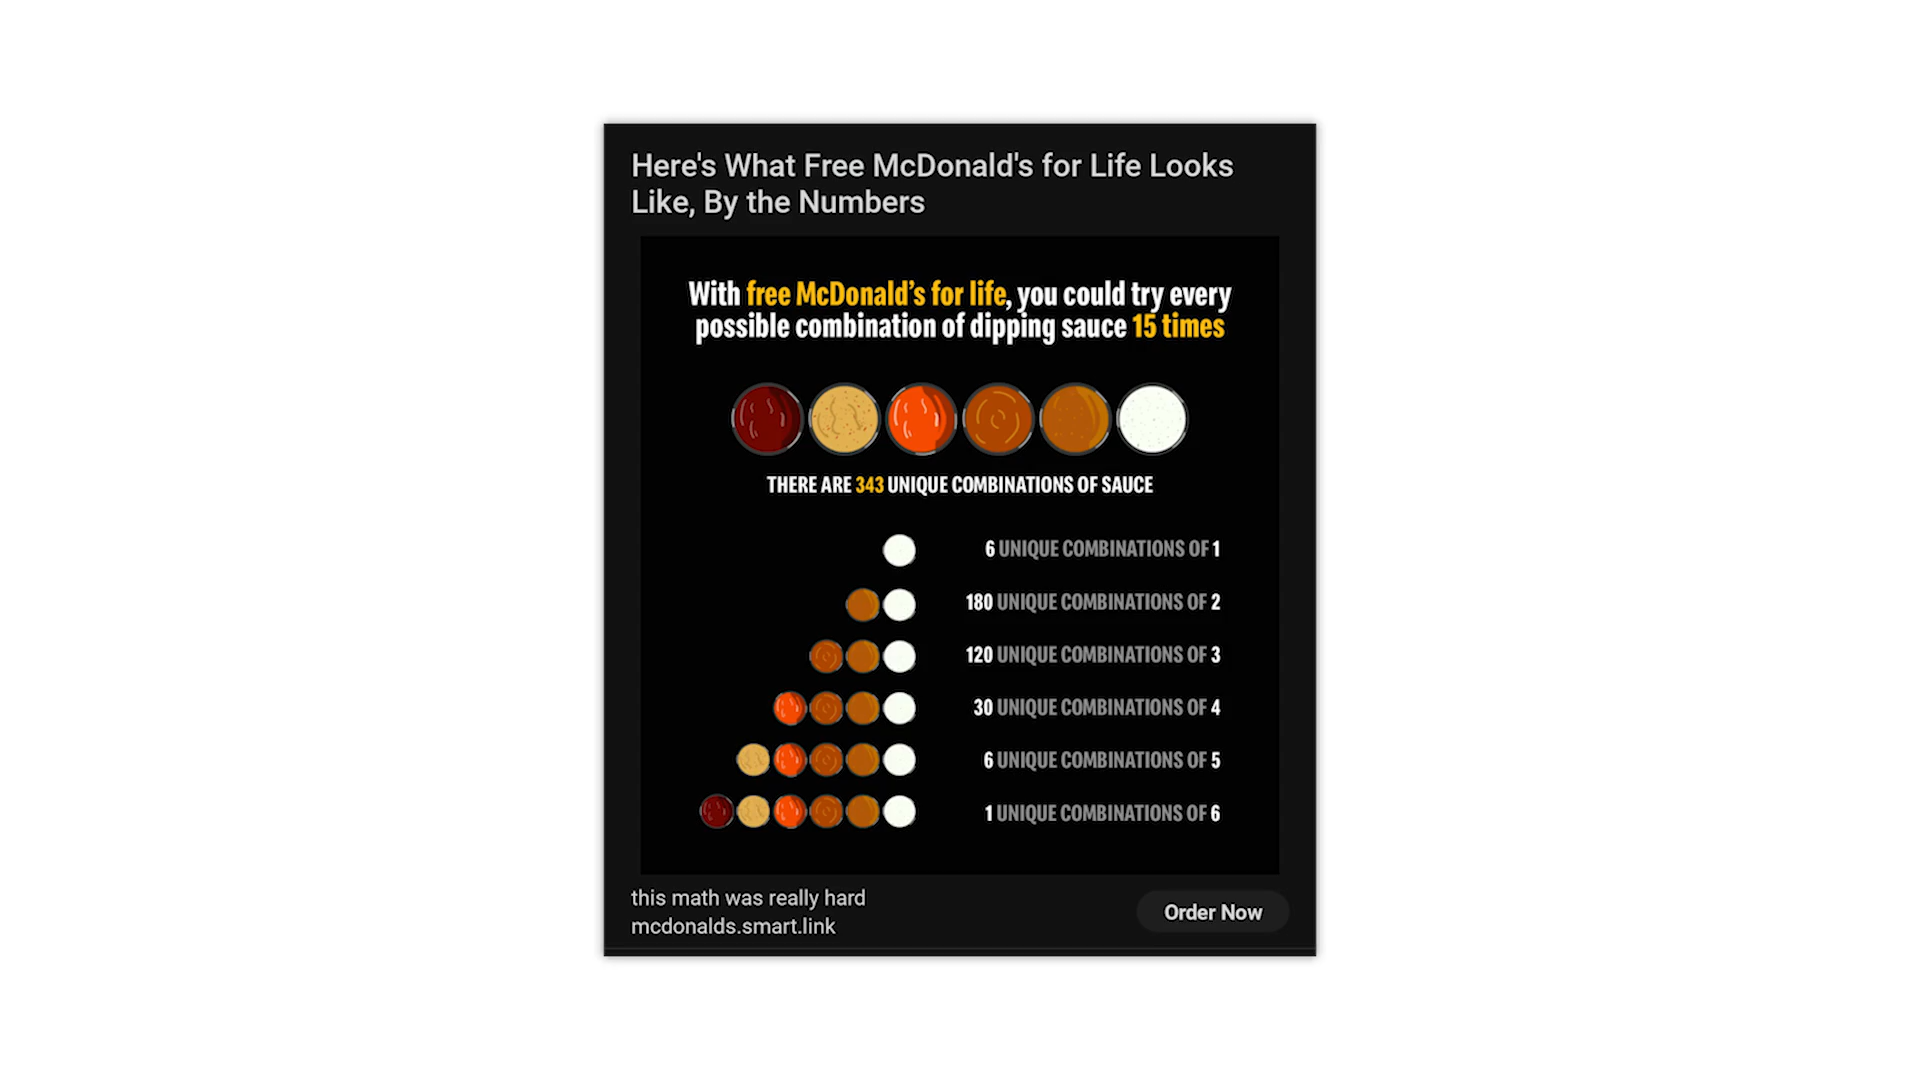 Here's What Free McDonald's for Life Looks
Like, By the Numbers
With free McDonald's for life, you could try every
possible combination of dipping sauce 15 times
THERE ARE 343 UNIQUE COMBINATIONS OF SAUCE
6 UNIQUE COMBINATIONS OF 1
180 UNIQUE COMBINATIONS OF 2
120 UNIQUE COMBINATIONS OF 3
30 UNIQUE COMBINATIONS OF 4
6 UNIQUE COMBINATIONS OF 5
1 UNIQUE COMBINATIONS OF 6
this math was really hard
mcdonalds.smart.link
Order Now